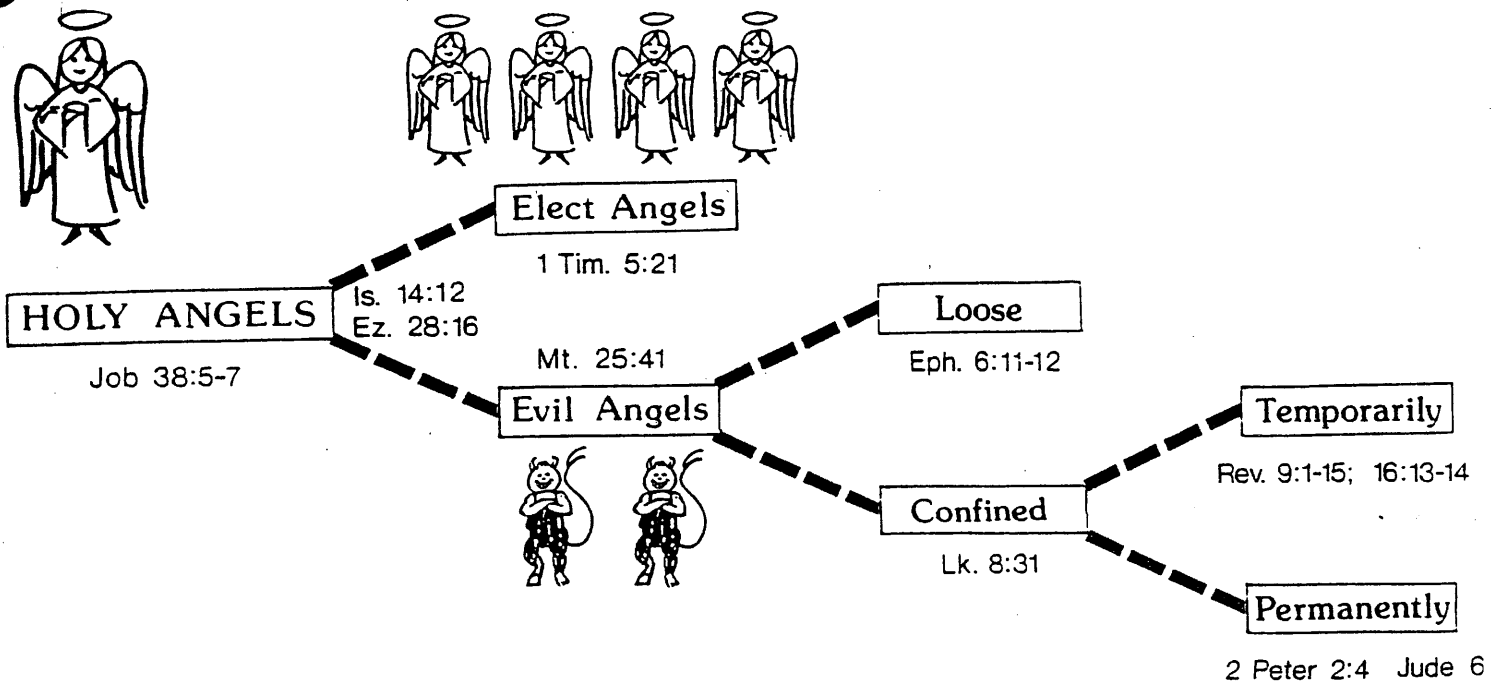 Elect Angels
1 Tim. 5:21
HOLY ANGELS
Job 38:5-7
Is. 14:12
Ez. 28:16
Mt. 25:41
Evil Angels
Loose
Eph. 6:11-12
Confined
Lk. 8:31
Temporarily
Rev. 9:1-15; 16:13-14
Permanently
2 Peter 2:4 Jude 6